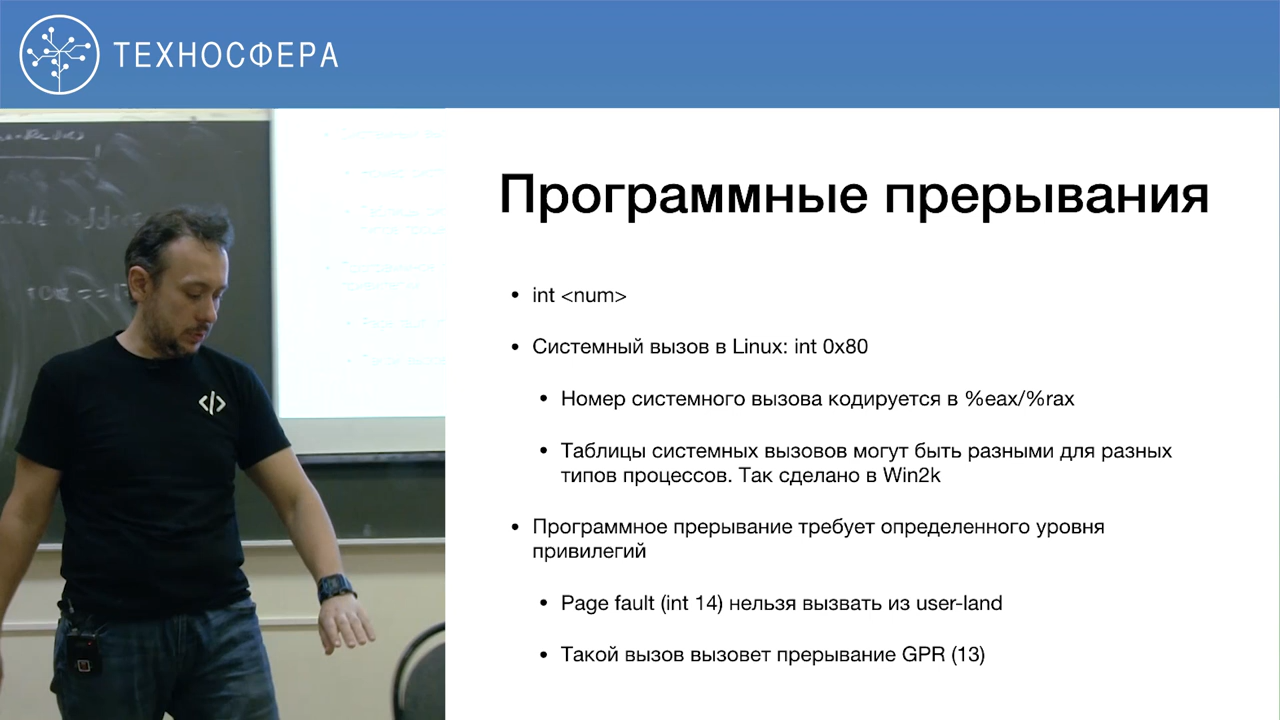 ТЕХНОСФЕРА
Программные прерывания
• int <num>
• Системный вызов в Linux: int 0x80
• Номер системного вызова кодируется в %eax/%rax
• Таблицы системных вызовов могут быть разными для разных
типов процессов. Так сделано в Win2k
• Программное прерывание требует определенного уровня
привилегий
• Page fault (int 14) нельзя вызвать из user-land
• Такой вызов вызовет прерывание GPR (13)